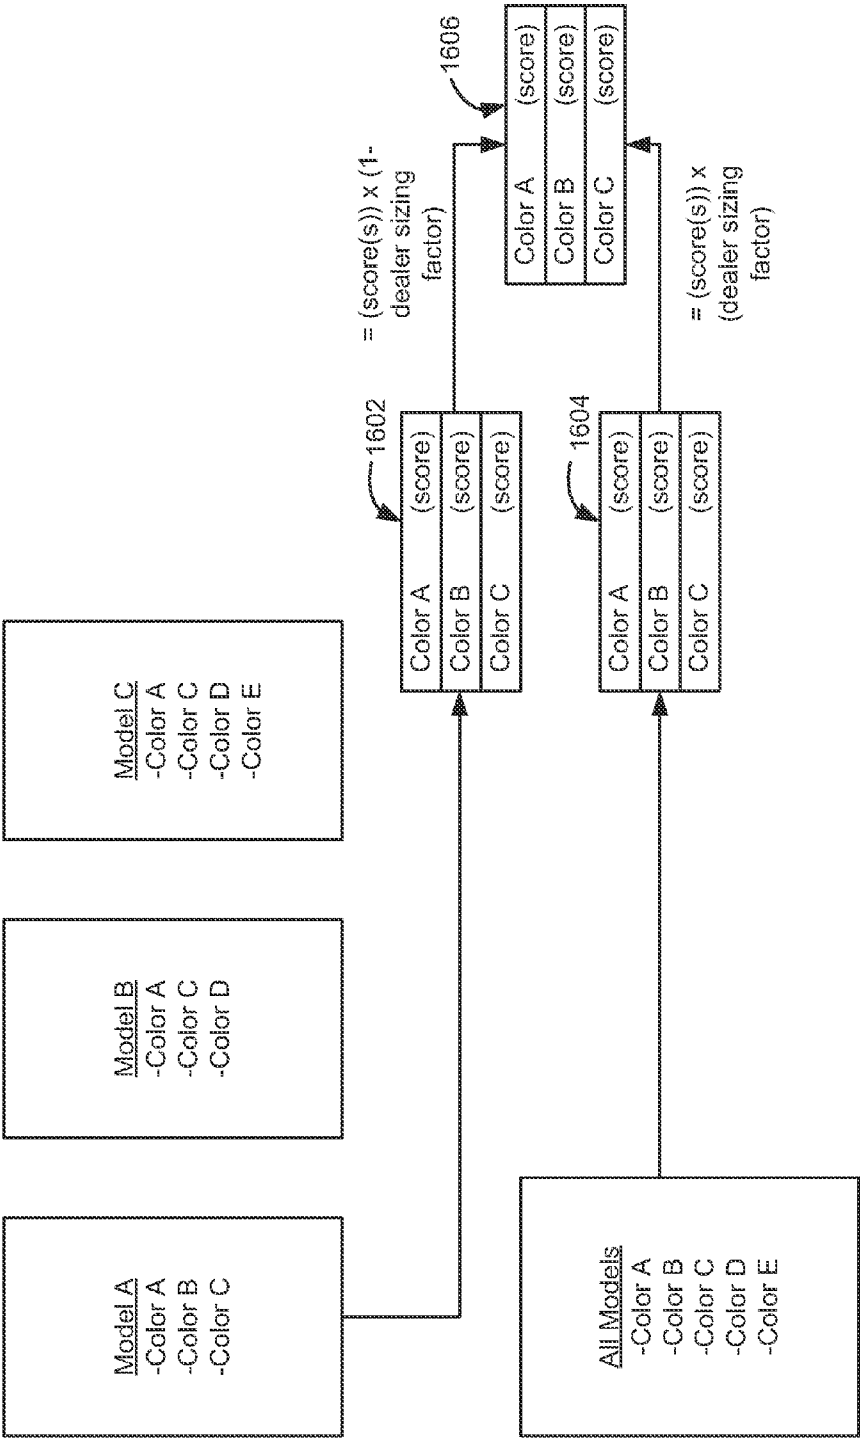 Model A
-Color A
-Color B
-Color C
Model B
-Color A
-Color C
-Color D
Model C
-Color A
-Color C
-Color D
-Color E
All Models
-Color A
-Color B
-Color C
-Color D
-Color E
1602
Color A (score)
Color B (score)
Color C (score)
= (score(s)) x (1-
dealer sizing
factor)
1604
Color A (score)
Color B (score)
Color C (score)
= (score(s)) x
(dealer sizing
factor)
1606
Color A (score)
Color B (score)
Color C (score)